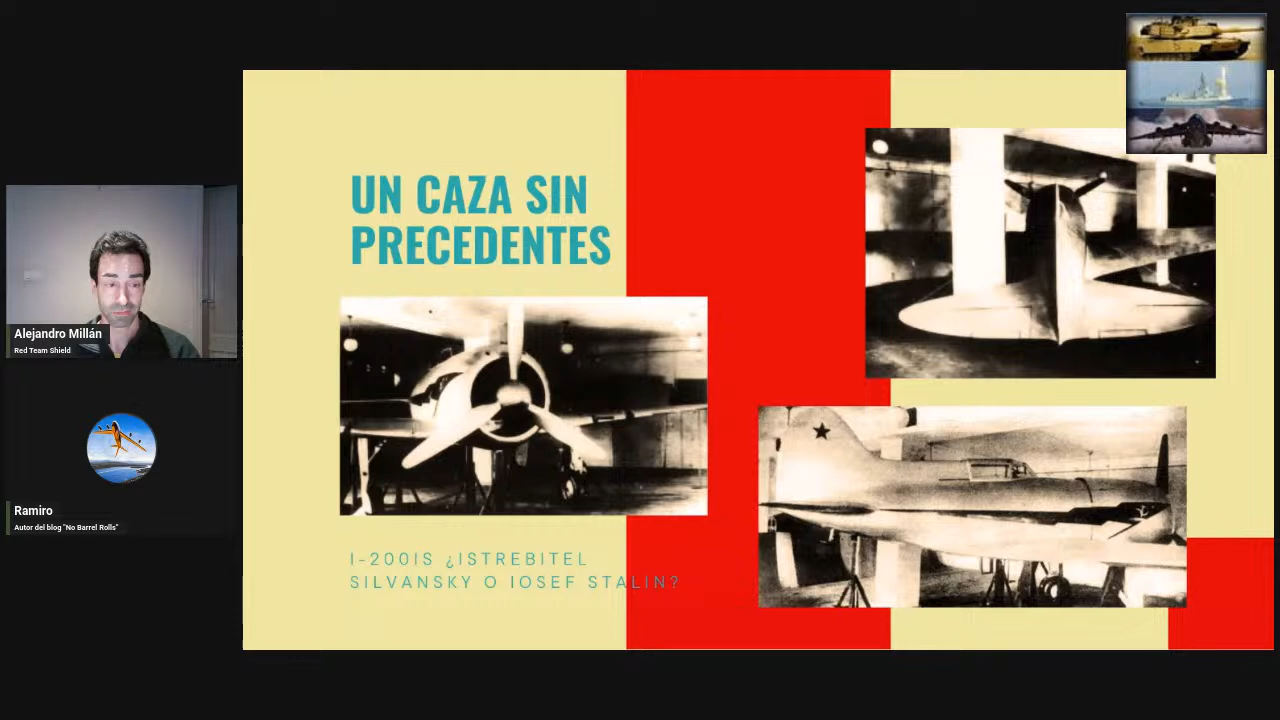 UN CAZA SIN
PRECEDENTES
Alejandro Millán
Red Team Shield
Ramiro
Autor del blog "No Barrel Rolls"
I-200IS ¿ISTREBITEL
SILVANSKY O IOSEF STALIN?